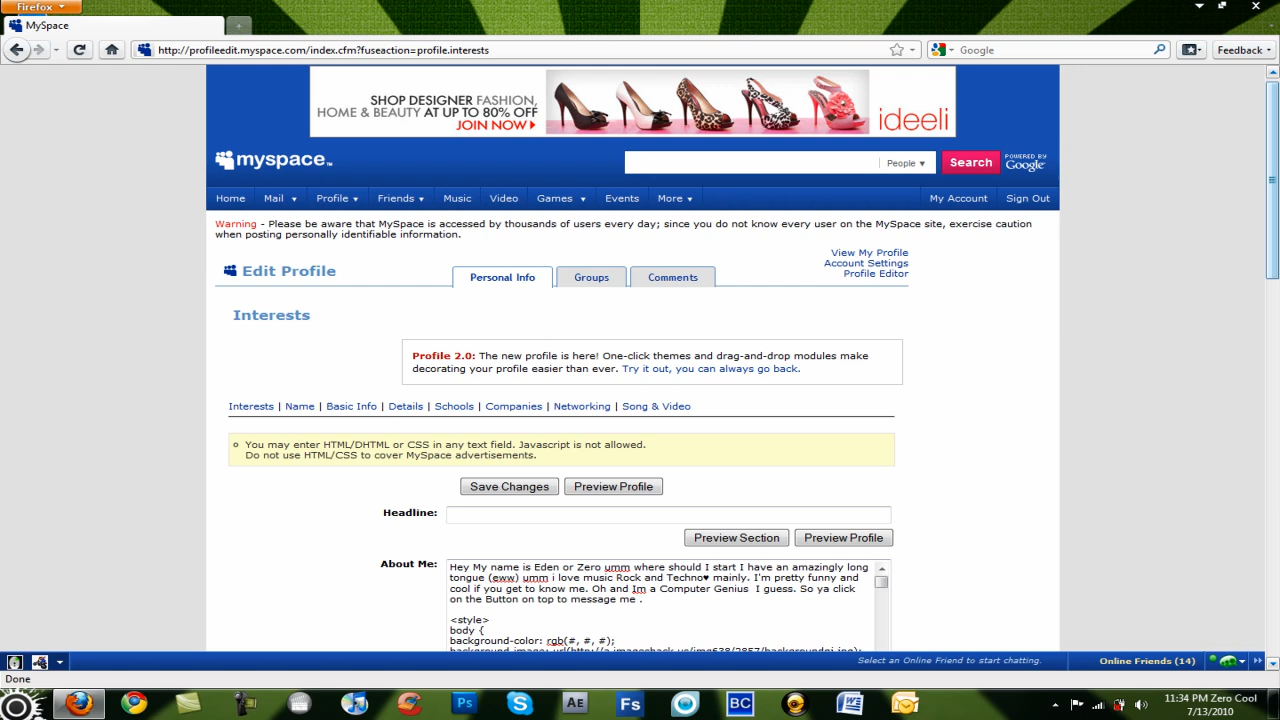 Firefox
MySpace
http://profileedit.myspace.com/index.cfm?fuseaction=profile.interests
Google
Feedback
SHOP DESIGNER FASHION,
HOME & BEAUTY AT UP TO 80% OFF
JOIN NOW
ideeli
myspace
People
Search
POWERED BY
Google
Home
Mail
Profile
Friends
Music
Video
Games
Events
More
My Account
Sign Out
Warning - Please be aware that MySpace is accessed by thousands of users every day; since you do not know every user on the MySpace site, exercise caution
when posting personally identifiable information.
View My Profile
Account Settings
Profile Editor
Edit Profile
Personal Info
Groups
Comments
Interests
Profile 2.0: The new profile is here! One-click themes and drag-and-drop modules make
decorating your profile easier than ever. Try it out, you can always go back.
Interests | Name | Basic Info | Details | Schools | Companies | Networking | Song & Video
You may enter HTML/DHTML or CSS in any text field. Javascript is not allowed.
Do not use HTML/CSS to cover MySpace advertisements.
Save Changes
Preview Profile
Headline:
Preview Section
Preview Profile
About Me:
Hey My name is Eden or Zero umm where should I start I have an amazingly long
tongue (eww) umm i love music Rock and Techno♥ mainly. I'm pretty funny and
cool if you get to know me. Oh and Im a Computer Genius I guess. So ya click
on the Button on top to message me .
<style>
body {
background-color: rgb(#, #, #);
Select an Online Friend to start chatting.
Online Friends (14)
Done
Ps
S
AE
Fs
BC
W
11:34 PM Zero Cool
7/13/2010